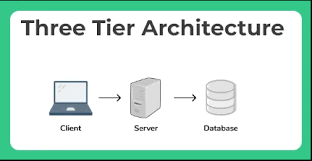 Three Tier Architecture
Client
Server
Database